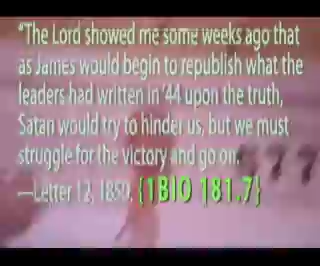 “The Lord showed me some weeks ago that
as James would begin to republish what the
leaders had written in ’44 upon the truth,
Satan would try to hinder us, but we must
struggle for the victory and go on.
—Letter 12, 1850. {1BIO 181.7}